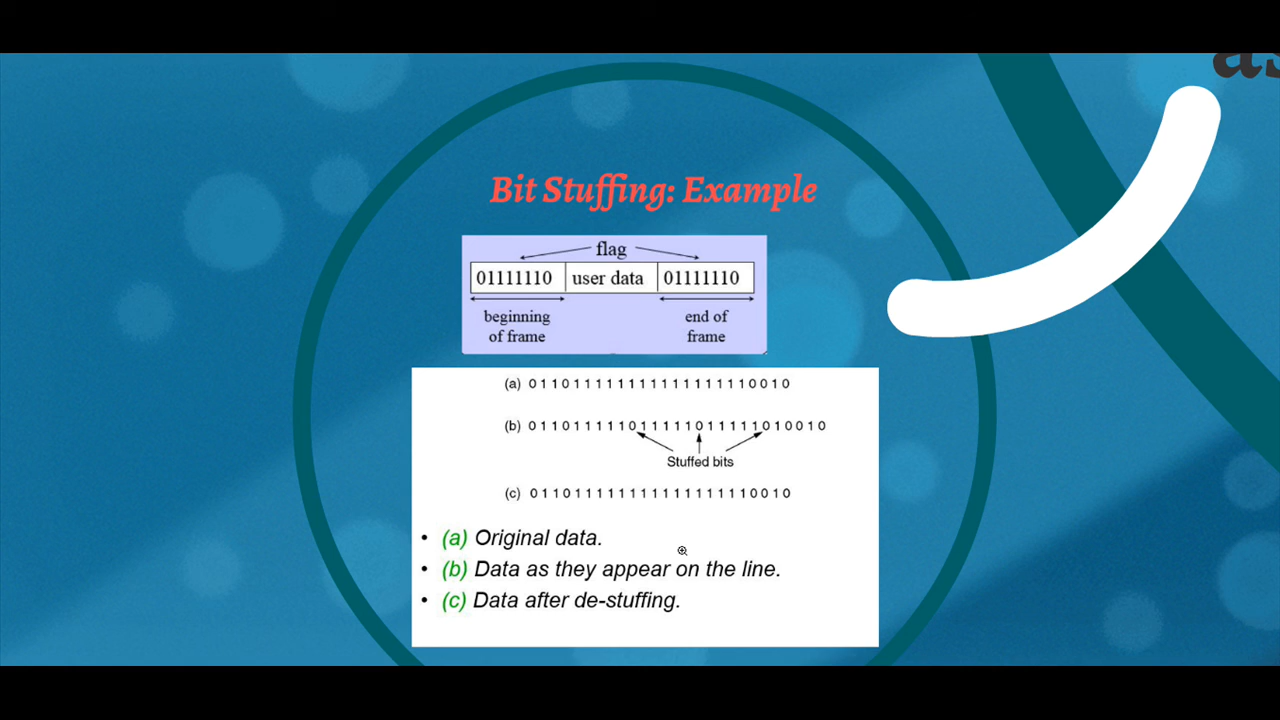 Bit Stuffing: Example
flag
01111110 user data 01111110
beginning of frame
end of frame
(a) 0 1 1 0 1 1 1 1 1 1 1 1 1 1 1 1 1 1 1 1 0 0 1 0
(b) 0 1 1 0 1 1 1 1 1 0 1 1 1 1 1 0 1 1 1 1 1 0 1 0 0 1 0
Stuffed bits
(c) 0 1 1 0 1 1 1 1 1 1 1 1 1 1 1 1 1 1 1 1 0 0 1 0
• (a) Original data.
• (b) Data as they appear on the line.
• (c) Data after de-stuffing.